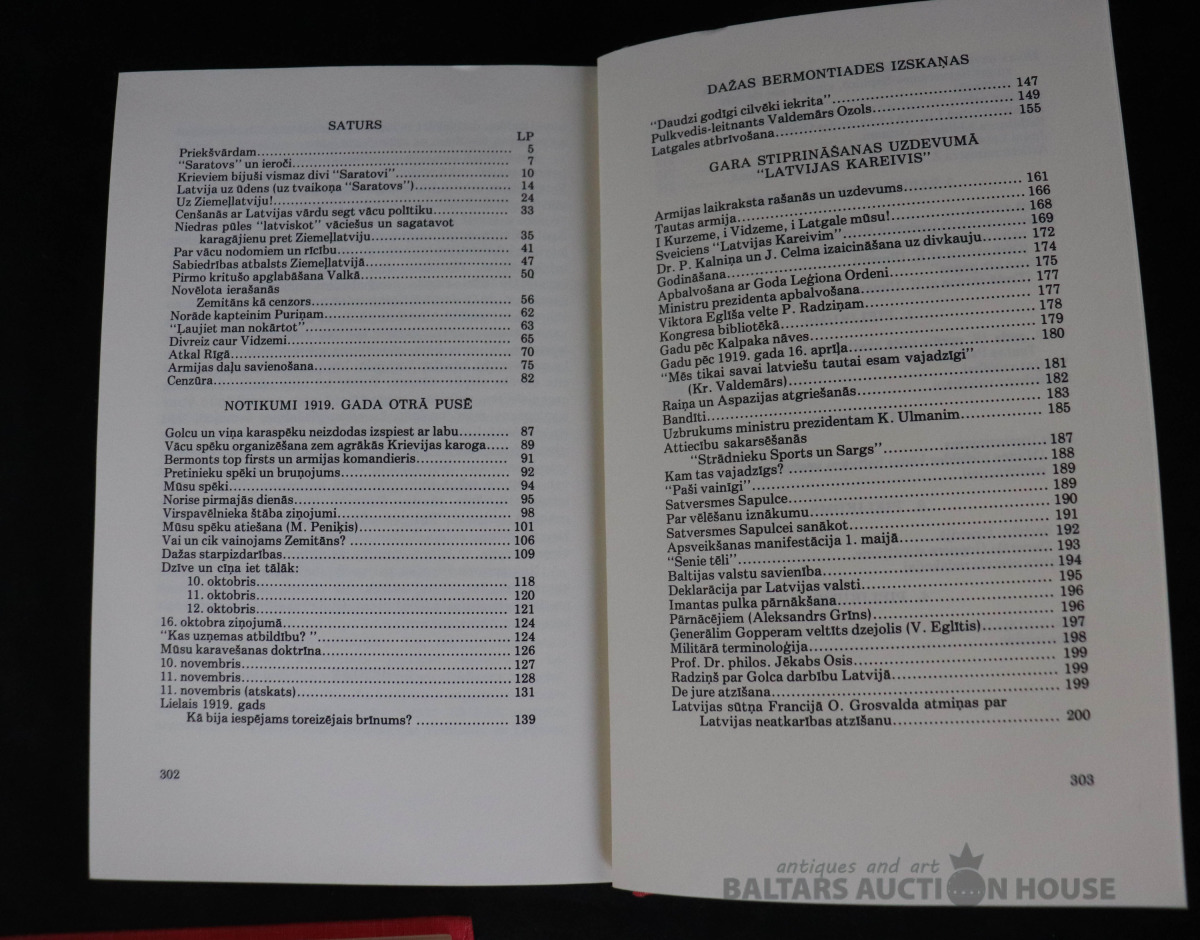 SATURS
LP
Priekšvārdam........ 5
"Saratovs" un ieroči........ 7
Krieviem bijuši vismaz divi "Saratovi"........ 10
Latvija uz ūdens (uz tvaikoņa "Saratovs")........ 14
Uz Ziemeļlatviju!........ 24
Cenšanās ar Latvijas vārdu segt vācu polītiku........ 33
Niedras pūles "latviskot" vāciešus un sagatavot
karagājienu pret Ziemeļlatviju........ 35
Par vācu nodomiem un rīcību........ 41
Sabiedrības atbalsts Ziemeļlatvijā........ 47
Pirmo kritušo apglabāšana Valkā........ 50
Novēlota ierašanās
Zemitāns kā cenzors........ 56
Norāde kapteinim Puriņam........ 62
"Ļaujiet man nokārtot"........ 63
Divreiz caur Vidzemi........ 65
Atkal Rīgā........ 70
Armijas daļu savienošana........ 75
Cenzūra........ 82
NOTIKUMI 1919. GADA OTRĀ PUSĒ
Golcu un viņa karaspēku neizdodas izspiest ar labu........ 87
Vācu spēku organizēšana zem agrākās Krievijas karoga........ 89
Bermonts top firsts un armijas komandieris........ 91
Pretinieku spēki un bruņojums........ 92
Mūsu spēki........ 94
Norise pirmajās dienās........ 95
Virspavēlnieka štāba ziņojumi........ 98
Mūsu spēku atiešana (M. Peniķis)........ 101
Vai un cik vainojams Zemitāns?........ 106
Dažas starpizdarības........ 109
Dzīve un cīņa iet tālāk:
10. oktobris........ 118
11. oktobris........ 120
12. oktobris........ 121
16. oktobra ziņojumā........ 124
"Kas uzņemas atbildību? "........ 124
Mūsu karavešanas doktrīna........ 126
10. novembris........ 127
11. novembris........ 128
11. novembris (atskats)........ 131
Lielais 1919. gads
Kā bija iespējams toreizējais brīnums? ........ 139
302
DAŽAS BERMONTIADES IZSKAŅAS
"Daudzi godīgi cilvēki iekrita"........ 147
Pulkvedis-leitnants Valdemārs Ozols........ 149
Latgales atbrīvošana........ 155
GARA STIPRINĀŠANAS UZDEVUMĀ
"LATVIJAS KAREIVIS"
Armijas laikraksta rašanās un uzdevums........ 161
Tautas armija........ 166
I Kurzeme, i Vidzeme, i Latgale mūsu!........ 168
Sveiciens "Latvijas Kareivim"........ 169
Dr. P. Kalniņa un J. Celma izaicināšana uz divkauju........ 172
Godināšana........ 174
Apbalvošana ar Goda Leģiona Ordeni........ 175
Ministru prezidenta apbalvošana........ 177
Viktora Eglīša velte P. Radziņam........ 177
Kongresa bibliotēkā........ 178
Gadu pēc Kalpaka nāves........ 179
Gadu pēc 1919. gada 16. aprīļa........ 180
"Mēs tikai savai latviešu tautai esam vajadzīgi"
(Kr. Valdemārs)........ 181
Raiņa un Aspazijas atgriešanās........ 182
Bandīti........ 183
Uzbrukums ministru prezidentam K. Ulmanim........ 185
Attiecību sakarsēšanās
"Strādnieku Sports un Sargs"........ 187
Kam tas vajadzīgs? ........ 188
"Paši vainīgi"........ 189
Satversmes Sapulce........ 189
Par vēlēšanu iznākumu........ 190
Satversmes Sapulcei sanākot........ 191
Apsveikšanas manifestācija 1. maijā........ 192
"Senie tēli"........ 193
Baltijas valstu savienība........ 194
Deklarācija par Latvijas valsti........ 195
Imantas pulka pārnākšana........ 196
Pārnācējiem (Aleksandrs Grīns)........ 196
Ģenerālim Gopperam veltīts dzejolis (V. Eglītis)........ 197
Militārā terminoloģija........ 198
Prof. Dr. philos. Jēkabs Osis........ 199
Radziņš par Golca darbību Latvijā........ 199
De jure atzīšana........ 199
Latvijas sūtņa Francijā O. Grosvalda atmiņas par
Latvijas neatkarības atzīšanu........ 200
303
antiques and art
BALTARS AUCTION HOUSE